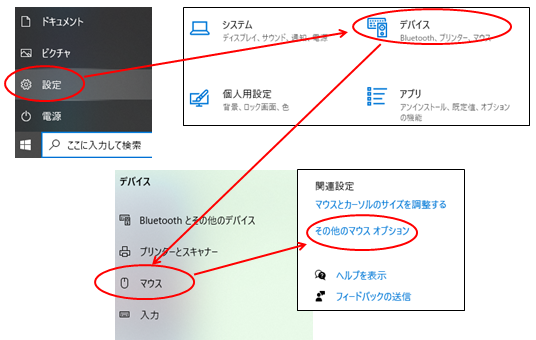 ドキュメント
ピクチャ
設定
電源
ここに入力して検索
システム
ディスプレイ、サウンド、通知、電源
デバイス
Bluetooth、プリンター、マウス
個人用設定
背景、ロック画面、色
アプリ
アンインストール、既定値、オプション
の機能
デバイス
Bluetooth とその他のデバイス
プリンターとスキャナー
マウス
入力
関連設定
マウスとカーソルのサイズを調整する
その他のマウス オプション
ヘルプを表示
フィードバックの送信